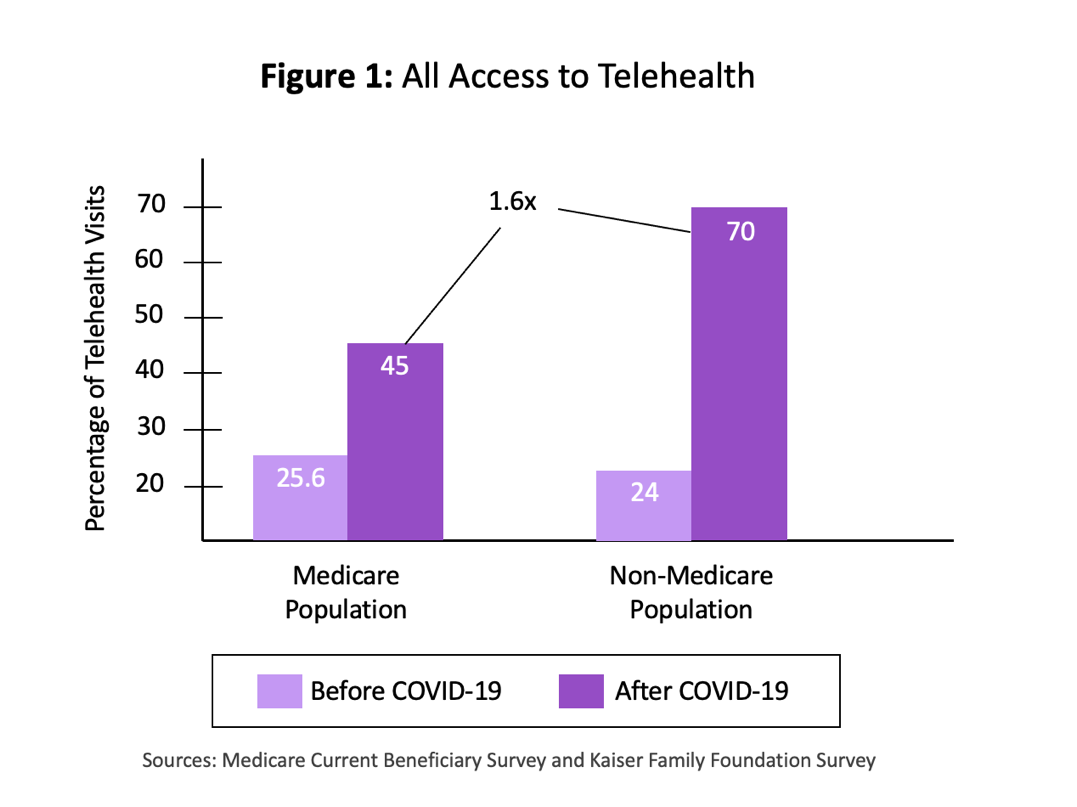 Figure 1: All Access to Telehealth
Percentage of Telehealth Visits
70
60
50
40
30
20
1.6x
25.6
45
24
70
Medicare
Population
Non-Medicare
Population
Before COVID-19
After COVID-19
Sources: Medicare Current Beneficiary Survey and Kaiser Family Foundation Survey